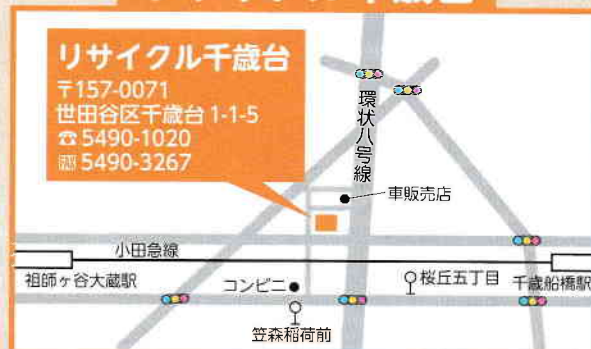 リサイクル千歳台
〒157-0071
世田谷区千歳台 1-1-5
☎ 5490-1020
FAX 5490-3267
環状八号線
車販売店
小田急線
祖師ヶ谷大蔵駅
コンビニ
桜丘五丁目
千歳船橋駅
笠森稲荷前